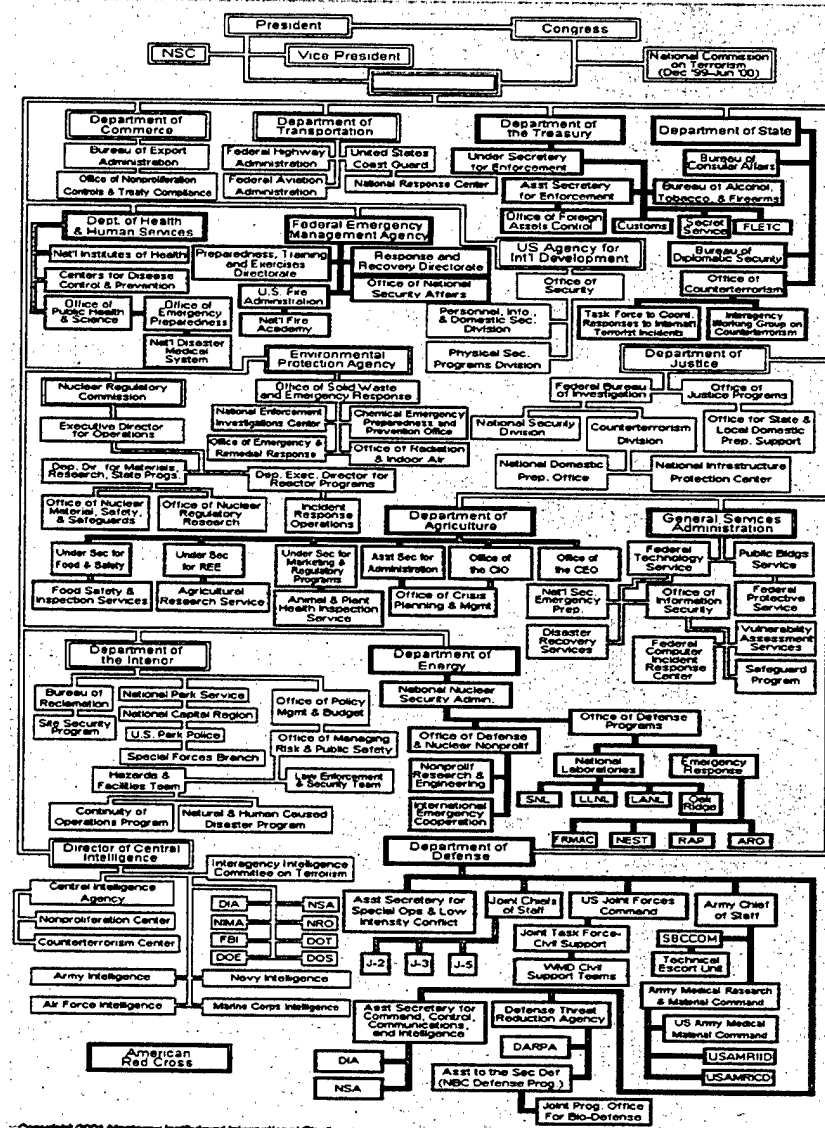 President
Congress
NSC
Vice President
National Commission
on Terrorism
(Dec '99-Jun '00)
Department of
Commerce
Department of
Transportation
Department of
the Treasury
Department of State
Bureau of Export
Administration
Federal Highway
Administration
United States
Coast Guard
Under Secretary
for Enforcement
Bureau of
Consular Affairs
Office of Nonproliferation
Controls & Treaty Compliance
Federal Aviation
Administration
National Response Center
Asst Secretary
for Enforcement
Bureau of Alcohol,
Tobacco, & Firearms
Office of Foreign
Assets Control
Customs
Secret
Service
FLETC
Dept. of Health
& Human Services
Federal Emergency
Management Agency
US Agency for
Int'l Development
Bureau of
Diplomatic Security
Nat'l Institutes of Health
Preparedness, Training
and Exercises
Directorate
Response and
Recovery Directorate
Office of
Security
Office of
Counterterrorism
Centers for Disease
Control & Prevention
U.S. Fire
Administration
Office of National
Security Affairs
Office of
Public Health
& Science
Office of
Emergency
Preparedness
Nat'l Fire
Academy
Personnel, Info.
& Domestic Sec.
Division
Task Force to Coord.
Responses to Internat'l
Terrorist Incidents
Interagency
Working Group on
Counterterrorism
Nat'l Disaster
Medical
System
Physical Sec.
Programs Division
Environmental
Protection Agency
Department of
Justice
Nuclear Regulatory
Commission
Office of Solid Waste
and Emergency Response
Federal Bureau
of Investigation
Office of
Justice Programs
Executive Director
for Operations
National Enforcement
Investigations Center
Chemical Emergency
Preparedness and
Prevention Office
National Security
Division
Counterterrorism
Division
Office for State &
Local Domestic
Prep. Support
Office of Emergency &
Remedial Response
Office of Radiation
& Indoor Air
Dep. Dir. for Materials,
Research, State Progs.
Dep. Exec. Director for
Reactor Programs
National Domestic
Prep. Office
National Infrastructure
Protection Center
Office of Nuclear
Material, Safety,
& Safeguards
Office of Nuclear
Regulatory
Research
Incident
Response
Operations
Department of
Agriculture
General Services
Administration
Under Sec for
Food & Safety
Under Sec
for REE
Under Sec for
Marketing &
Regulatory
Programs
Asst Sec for
Administration
Office of
the CIO
Office of
the CEO
Federal
Technology
Service
Public Bldgs
Service
Food Safety &
Inspection Services
Agricultural
Research Service
Animal & Plant
Health Inspection
Service
Office of Crisis
Planning & Mgmt
Nat'l Sec.
Emergency
Prep.
Office of
Information
Security
Federal
Protective
Service
Disaster
Recovery
Services
Federal
Computer
Incident
Response
Center
Vulnerability
Assessment
Services
Safeguard
Program
Department of
the Interior
Department of
Energy
Bureau of
Reclamation
National Park Service
Office of Policy
Mgmt & Budget
National Nuclear
Security Admin.
Site Security
Program
National Capital Region
U.S. Park Police
Office of Managing
Risk & Public Safety
Office of Defense
& Nuclear Nonprolif
Office of Defense
Programs
Special Forces Branch
Hazards &
Facilities Team
Law Enforcement
& Security Team
Nonprolif
Research &
Engineering
National
Laboratories
Emergency
Response
SNL
LLNL
LANL
Oak
Ridge
Continuity of
Operations Program
Natural & Human Caused
Disaster Program
International
Emergency
Cooperation
FRMAC
NEST
RAP
ARG
Director of Central
Intelligence
Interagency Intelligence
Committee on Terrorism
Department of
Defense
Central Intelligence
Agency
DIA
NSA
Asst Secretary for
Special Ops & Low
Intensity Conflict
Joint Chiefs
of Staff
US Joint Forces
Command
Army Chief
of Staff
Nonproliferation Center
NIMA
NRO
Joint Task Force-
Civil Support
SBCCOM
Counterterrorism Center
FBI
DOT
DOE
DOS
J-2
J-3
J-5
WMD Civil
Support Teams
Technical
Escort Unit
Army Intelligence
Navy Intelligence
Army Medical Research
& Material Command
Air Force Intelligence
Marine Corps Intelligence
Asst Secretary for
Command, Control,
Communications,
and Intelligence
Defense Threat
Reduction Agency
US Army Medical
Material Command
American
Red Cross
DIA
DARPA
USAMRIID
NSA
Asst to the Sec Def
(NBC Defense Prog.)
USAMRICD
Joint Prog. Office
For Bio-Defense